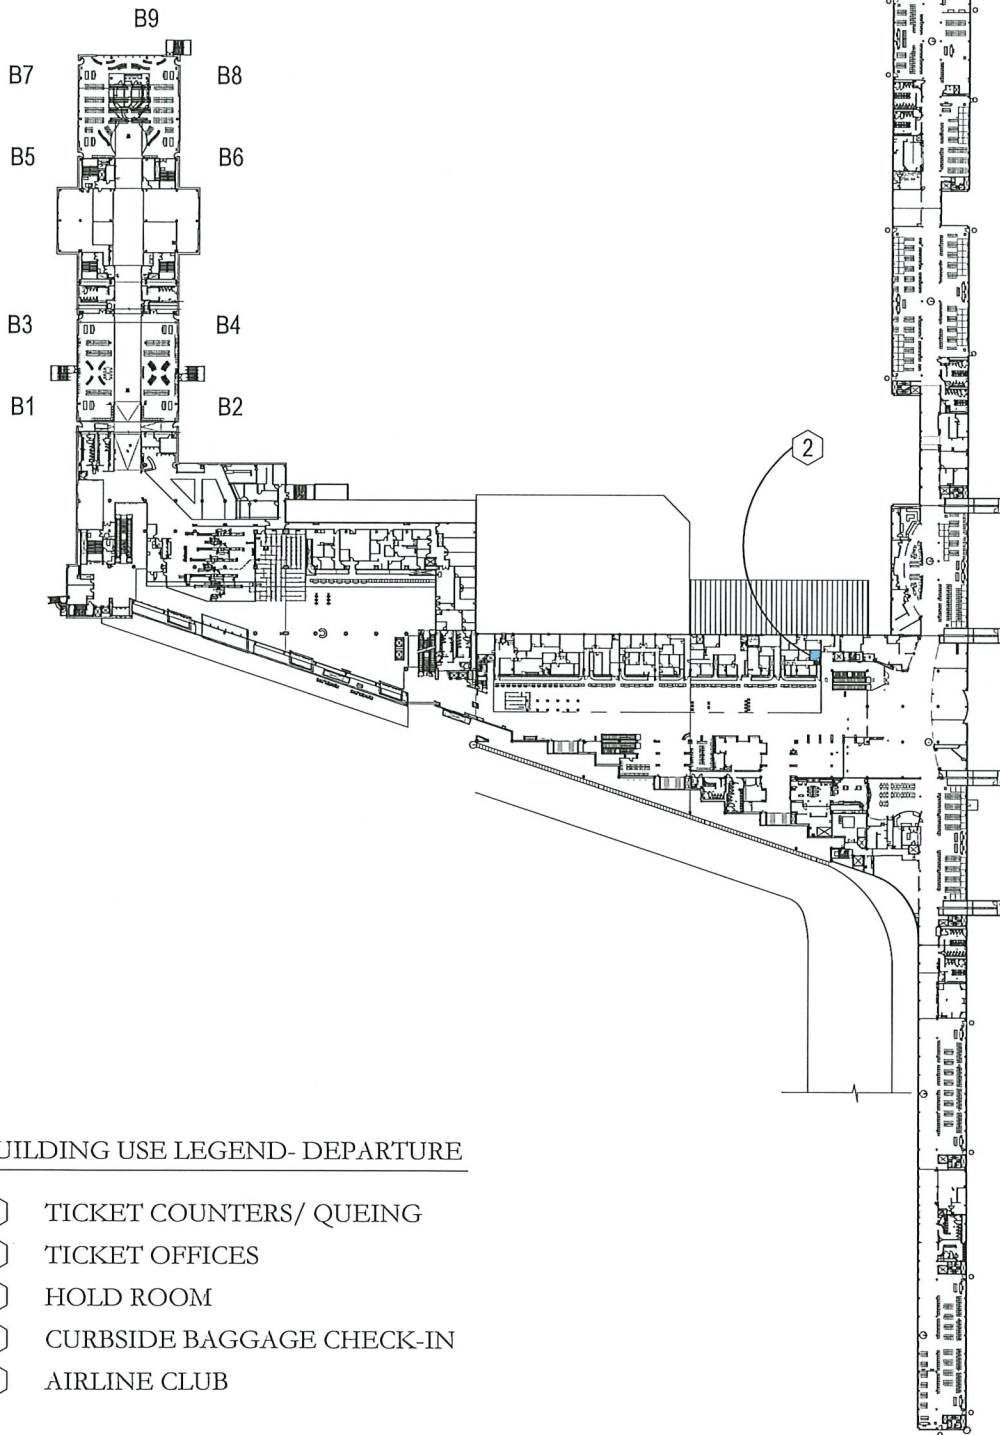 B9
B7 B8
B5 B6
B3 B4
B1 B2
2
UILDING USE LEGEND- DEPARTURE
TICKET COUNTERS/ QUEING
TICKET OFFICES
HOLD ROOM
CURBSIDE BAGGAGE CHECK-IN
AIRLINE CLUB